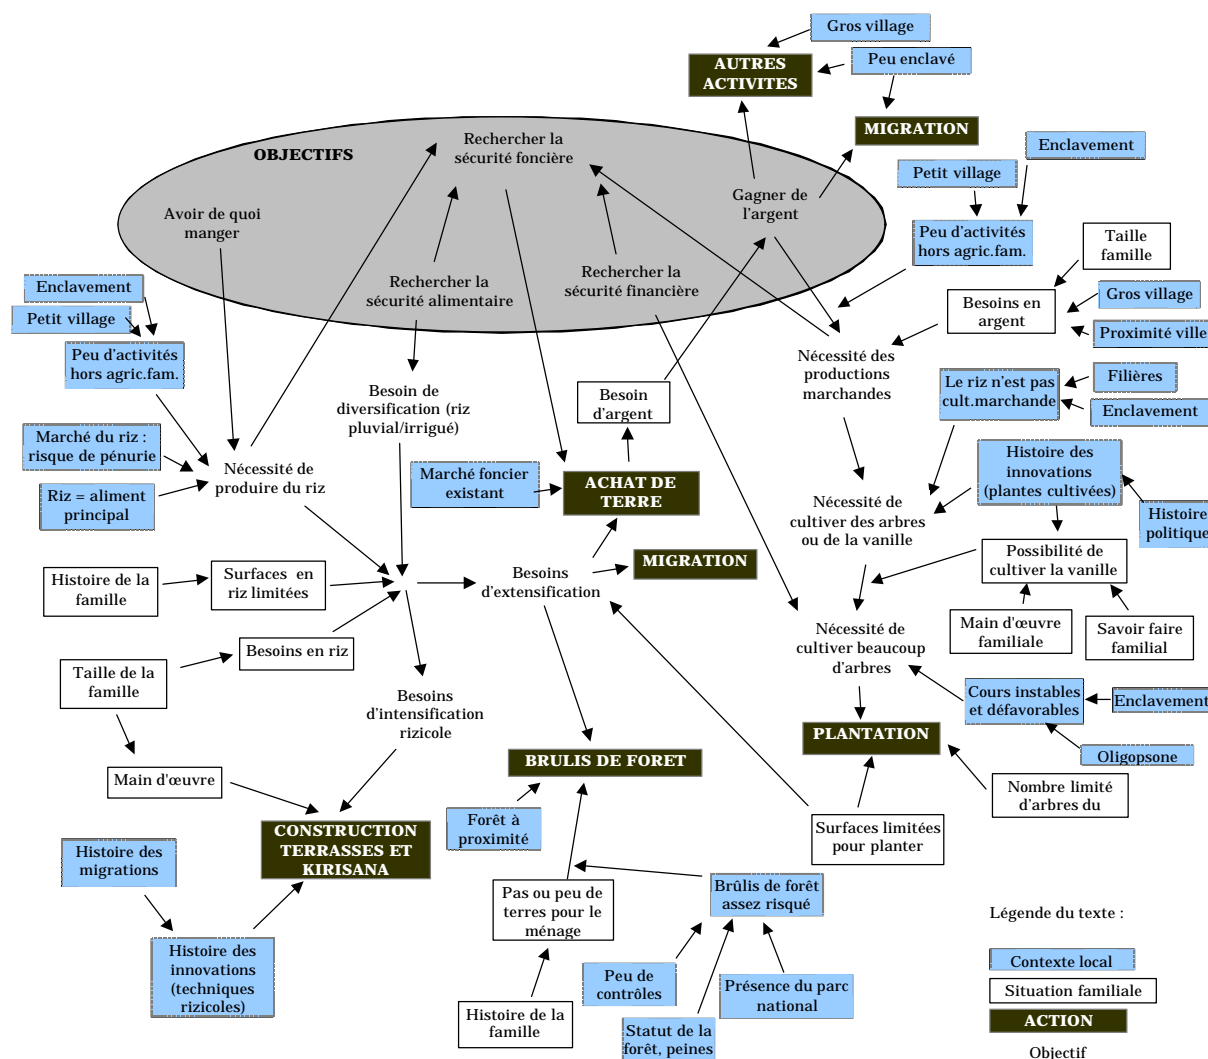 Gros village
AUTRES
ACTIVITES
Peu enclavé
MIGRATION
Enclavement
Petit village
Peu d'activités
hors agric.fam.
OBJECTIFS
Rechercher la
sécurité foncière
Gagner de
l'argent
Avoir de quoi
manger
Rechercher la
sécurité alimentaire
Rechercher la
sécurité financière
Taille
famille
Besoins en
argent
Gros village
Proximité ville
Enclavement
Petit village
Peu d'activités
hors agric.fam.
Nécessité des
productions
marchandes
Le riz n'est pas
cult.marchande
Filières
Enclavement
Besoin de
diversification (riz
pluvial/irrigué)
Besoin
d'argent
Marché du riz :
risque de pénurie
Riz = aliment
principal
Nécessité de
produire du riz
Marché foncier
existant
ACHAT DE
TERRE
Histoire des
innovations
(plantes cultivées)
Histoire
politique
Nécessité de
cultiver des arbres
ou de la vanille
Possibilité de
cultiver la vanille
MIGRATION
Histoire de la
famille
Surfaces en
riz limitées
Besoins
d'extensification
Main d'œuvre
familiale
Savoir faire
familial
Besoins en riz
Taille de la
famille
Nécessité de
cultiver beaucoup
d'arbres
Cours instables
et défavorables
Enclavement
Oligopsone
Besoins
d'intensification
rizicole
PLANTATION
BRULIS DE FORET
Main d'œuvre
Nombre limité
d'arbres du
Forêt à
proximité
Surfaces limitées
pour planter
CONSTRUCTION
TERRASSES ET
KIRISANA
Histoire des
migrations
Pas ou peu de
terres pour le
ménage
Brûlis de forêt
assez risqué
Histoire des
innovations
(techniques
rizicoles)
Peu de
contrôles
Présence du parc
national
Histoire de la
famille
Statut de la
forêt, peines
Légende du texte :
Contexte local
Situation familiale
ACTION
Objectif